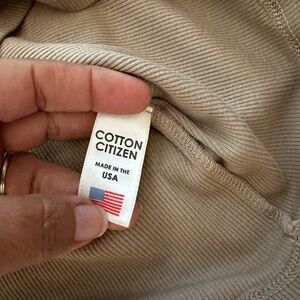 COTTON
CITIZEN
MADE IN THE
USA